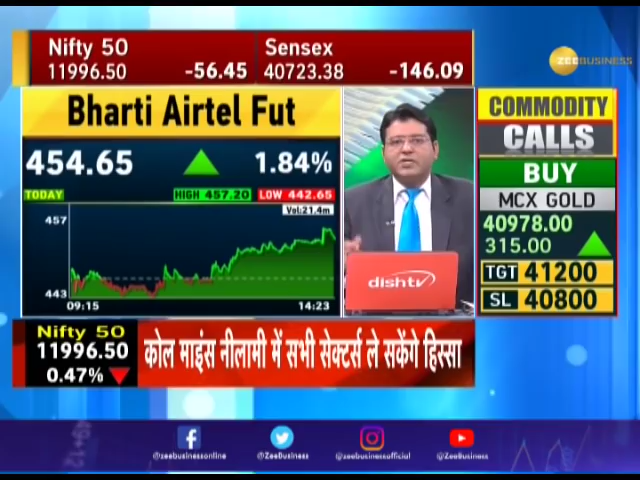 Nifty 50
11996.50 -56.45
Sensex
40723.38 -146.09
ZEEBUSINESS
Bharti Airtel Fut
454.65 1.84%
TODAY HIGH 457.20 LOW 442.65
Vol:21.4m
457
443
09:15 14:23
dishtv
COMMODITY
CALLS
BUY
MCX GOLD
40978.00
315.00
TGT 41200
SL 40800
Nifty 50
11996.50
0.47%
कोल माइंस नीलामी में सभी सेक्टर्स ले सकेंगे हिस्सा
@zeebusinessonline
@ZeeBusiness
@zeebusinessofficial
@ZeeBusiness